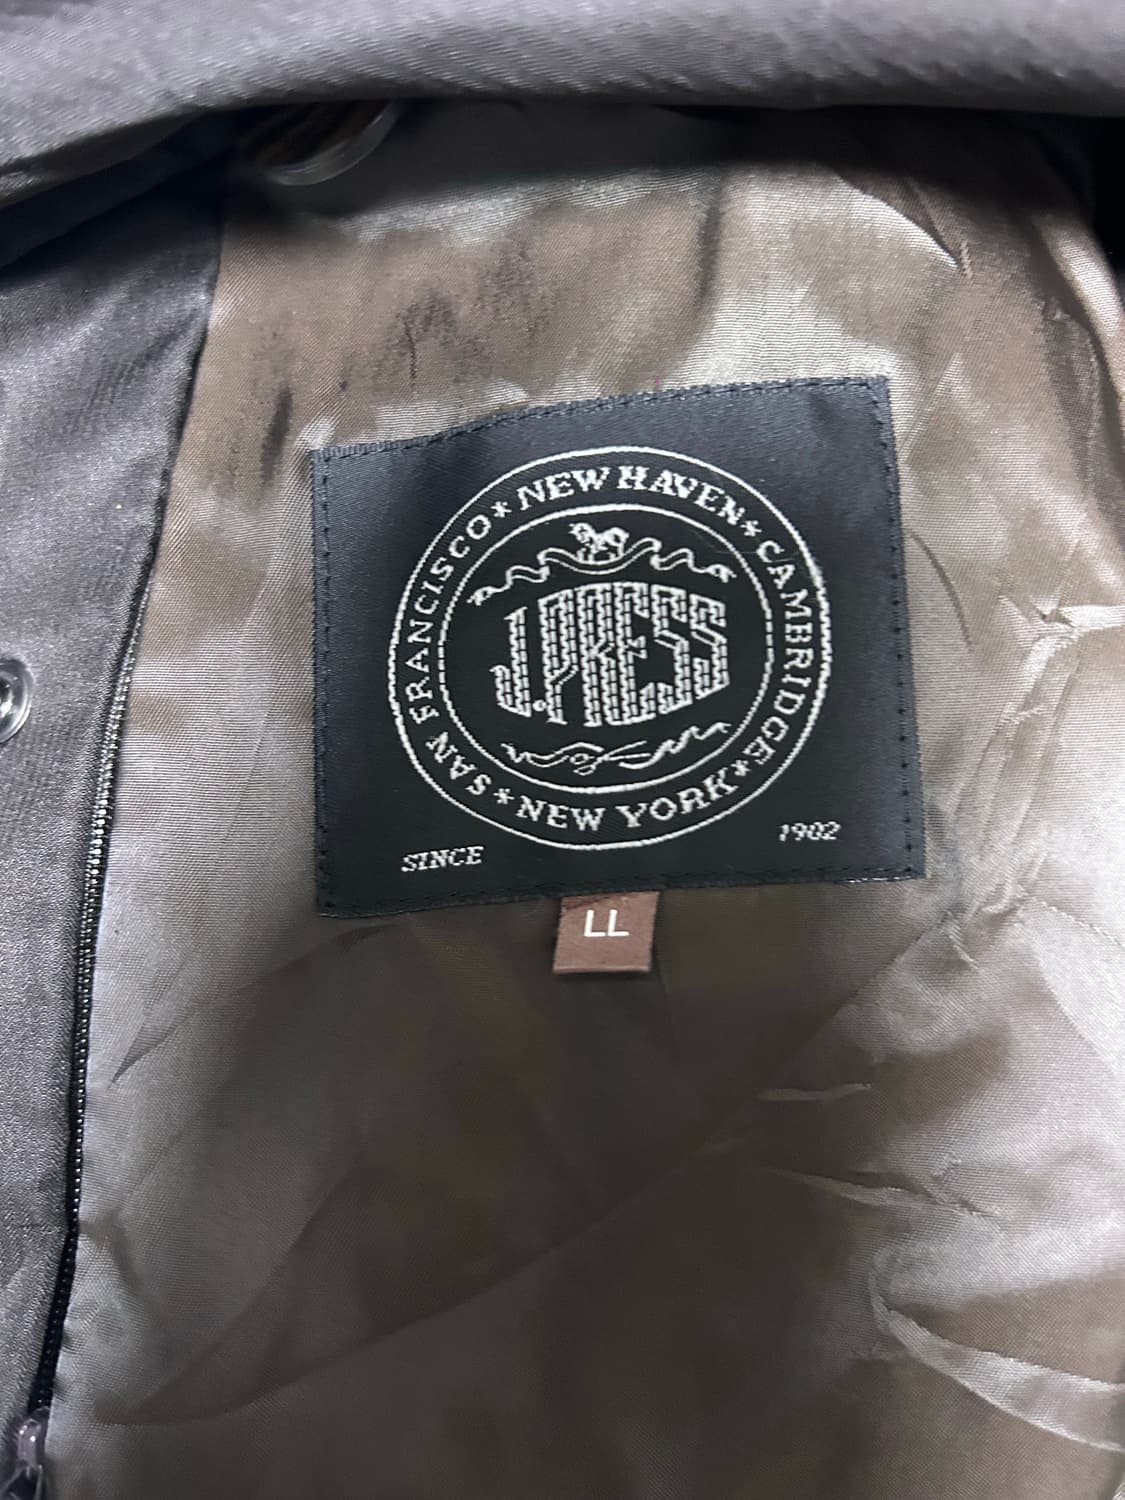 SAN FRANCISCO * NEW HAVEN * CAMBRIDGE * NEW YORK *
J.PRESS
SINCE 1902
LL